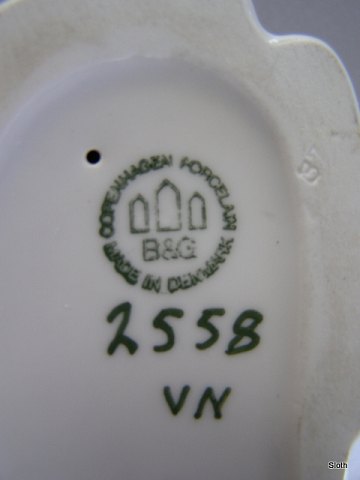 COPENHAGEN PORCELAIN
B&G
MADE IN DENMARK
2558
VN
Sloth